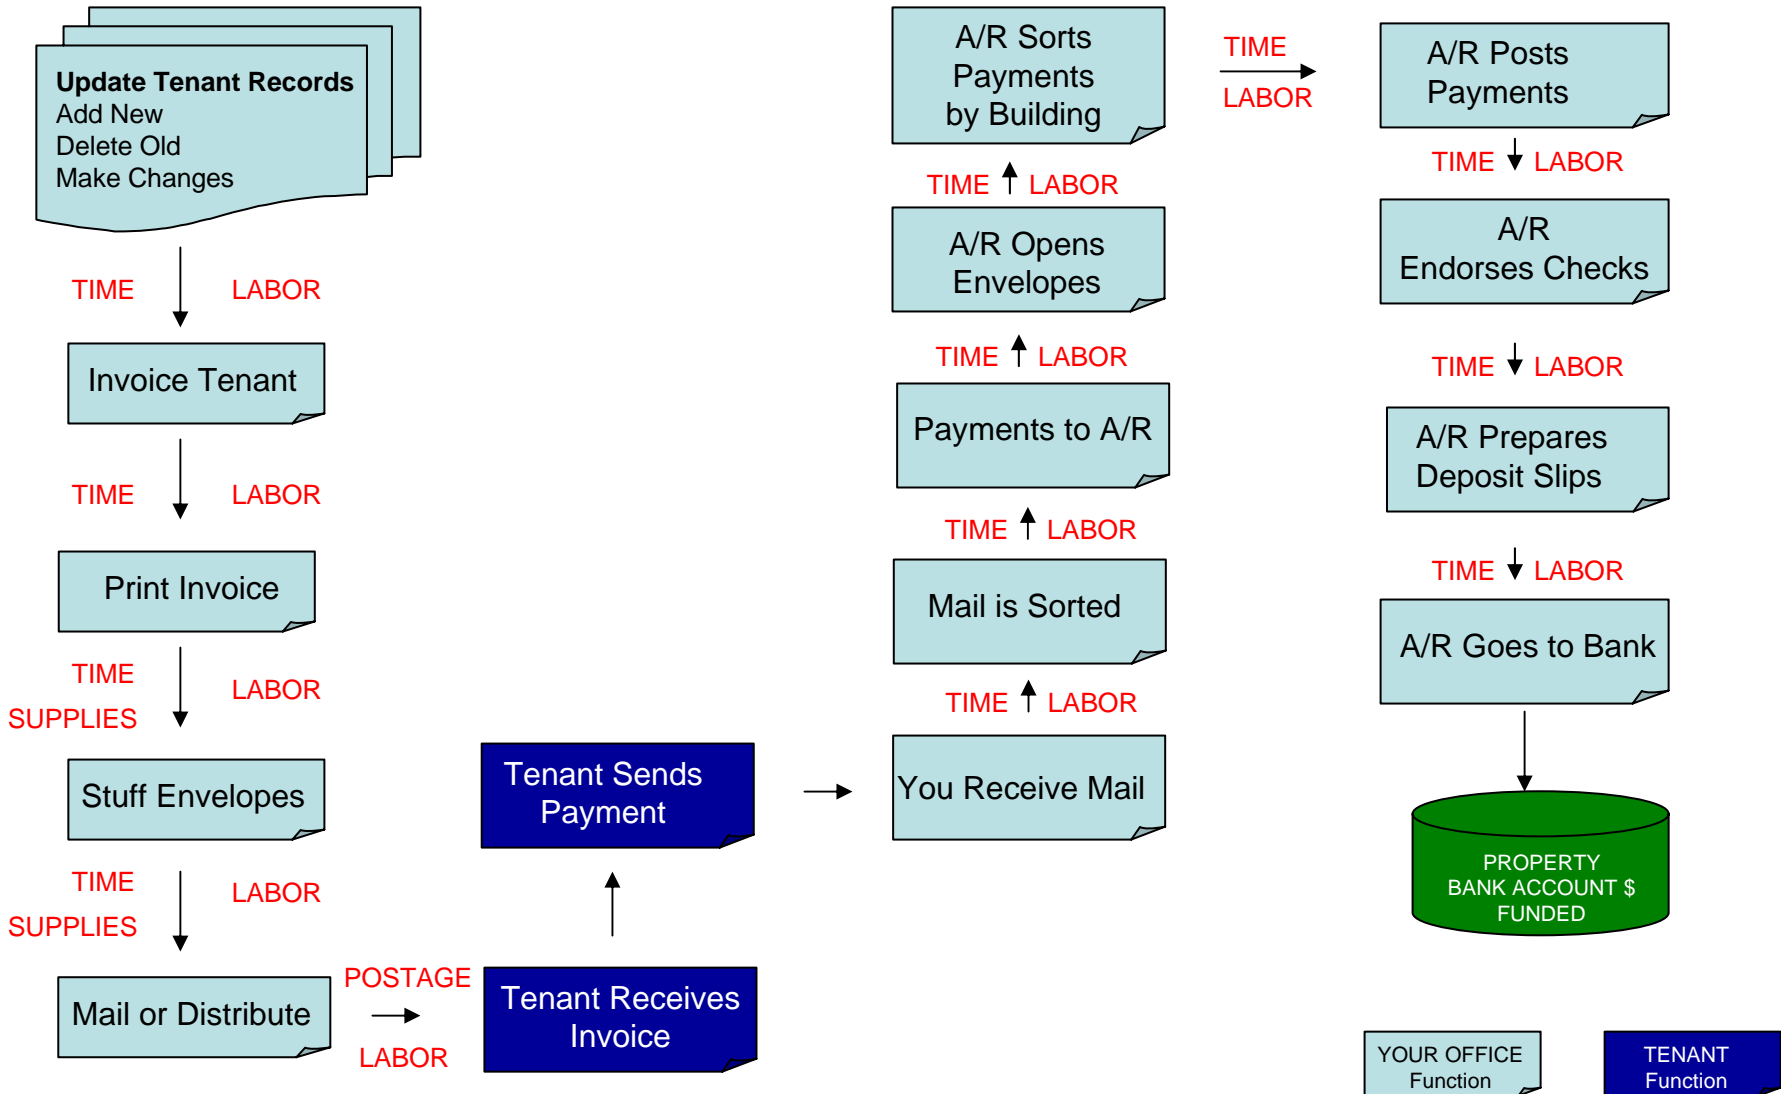 Update Tenant Records
Add New
Delete Old
Make Changes
TIME LABOR
Invoice Tenant
TIME LABOR
Print Invoice
TIME
LABOR
SUPPLIES
Stuff Envelopes
TIME
LABOR
SUPPLIES
Mail or Distribute
POSTAGE
LABOR
Tenant Receives
Invoice
Tenant Sends
Payment
You Receive Mail
TIME LABOR
Mail is Sorted
TIME LABOR
Payments to A/R
TIME LABOR
A/R Opens
Envelopes
TIME LABOR
A/R Sorts
Payments
by Building
TIME
LABOR
A/R Posts
Payments
TIME LABOR
A/R
Endorses Checks
TIME LABOR
A/R Prepares
Deposit Slips
TIME LABOR
A/R Goes to Bank
PROPERTY
BANK ACCOUNT $
FUNDED
YOUR OFFICE
Function
TENANT
Function